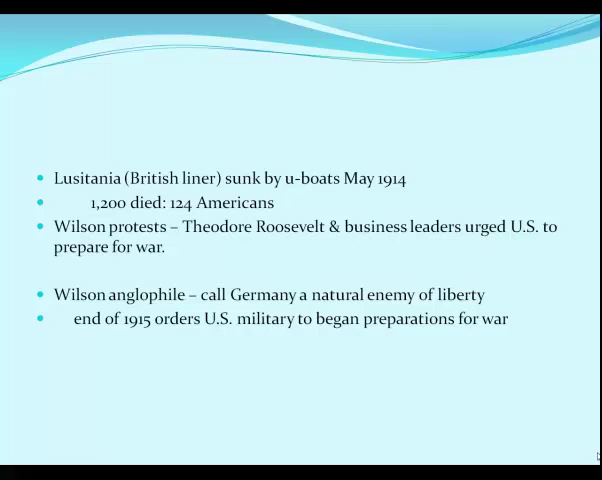 Lusitania (British liner) sunk by u-boats May 1914
1,200 died: 124 Americans
Wilson protests – Theodore Roosevelt & business leaders urged U.S. to
prepare for war.
Wilson anglophile – call Germany a natural enemy of liberty
end of 1915 orders U.S. military to began preparations for war